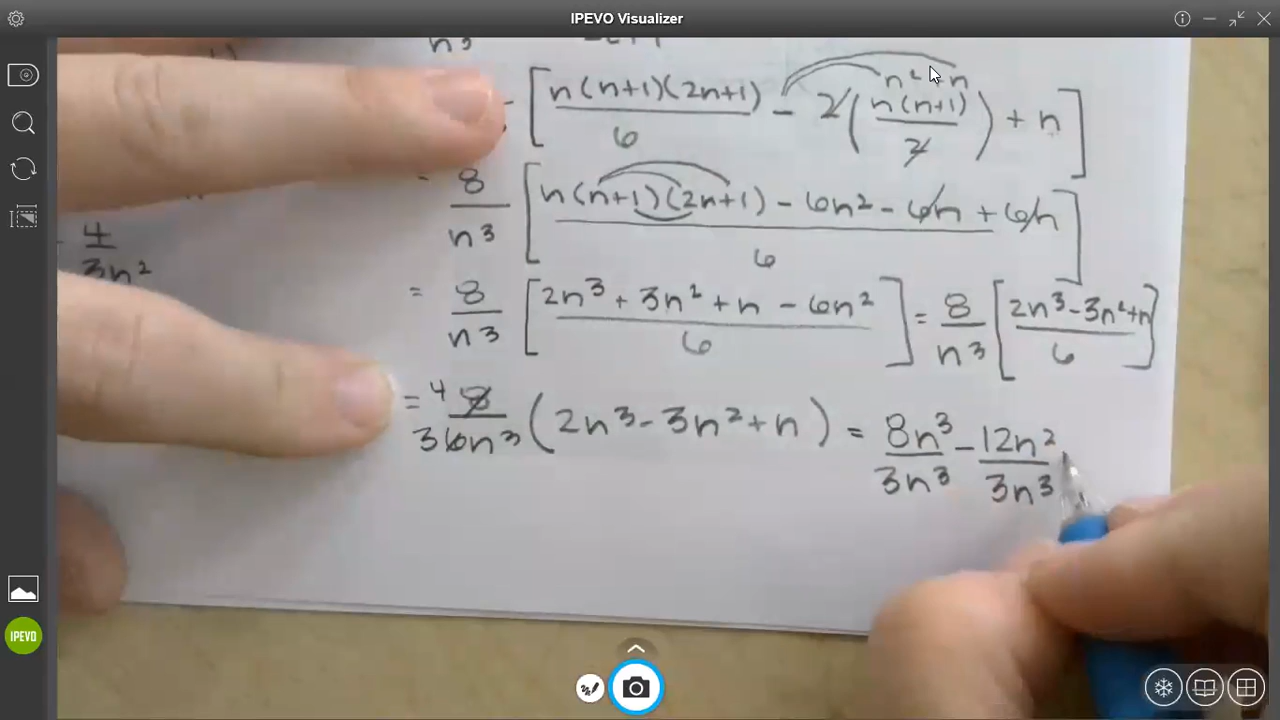 IPEVO Visualizer
n³
[ n(n+1)(2n+1)/6 - 2( n(n+1)/2 ) + n ]
n² + n
= 8/n³ [ n(n+1)(2n+1) - 6n² - 6n + 6n / 6 ]
4/3n²
= 8/n³ [ 2n³ + 3n² + n - 6n² / 6 ] = 8/n³ [ 2n³ - 3n² + n / 6 ]
= 4 8/3 6n³ ( 2n³ - 3n² + n ) = 8n³/3n³ - 12n²/3n³
IPEVO